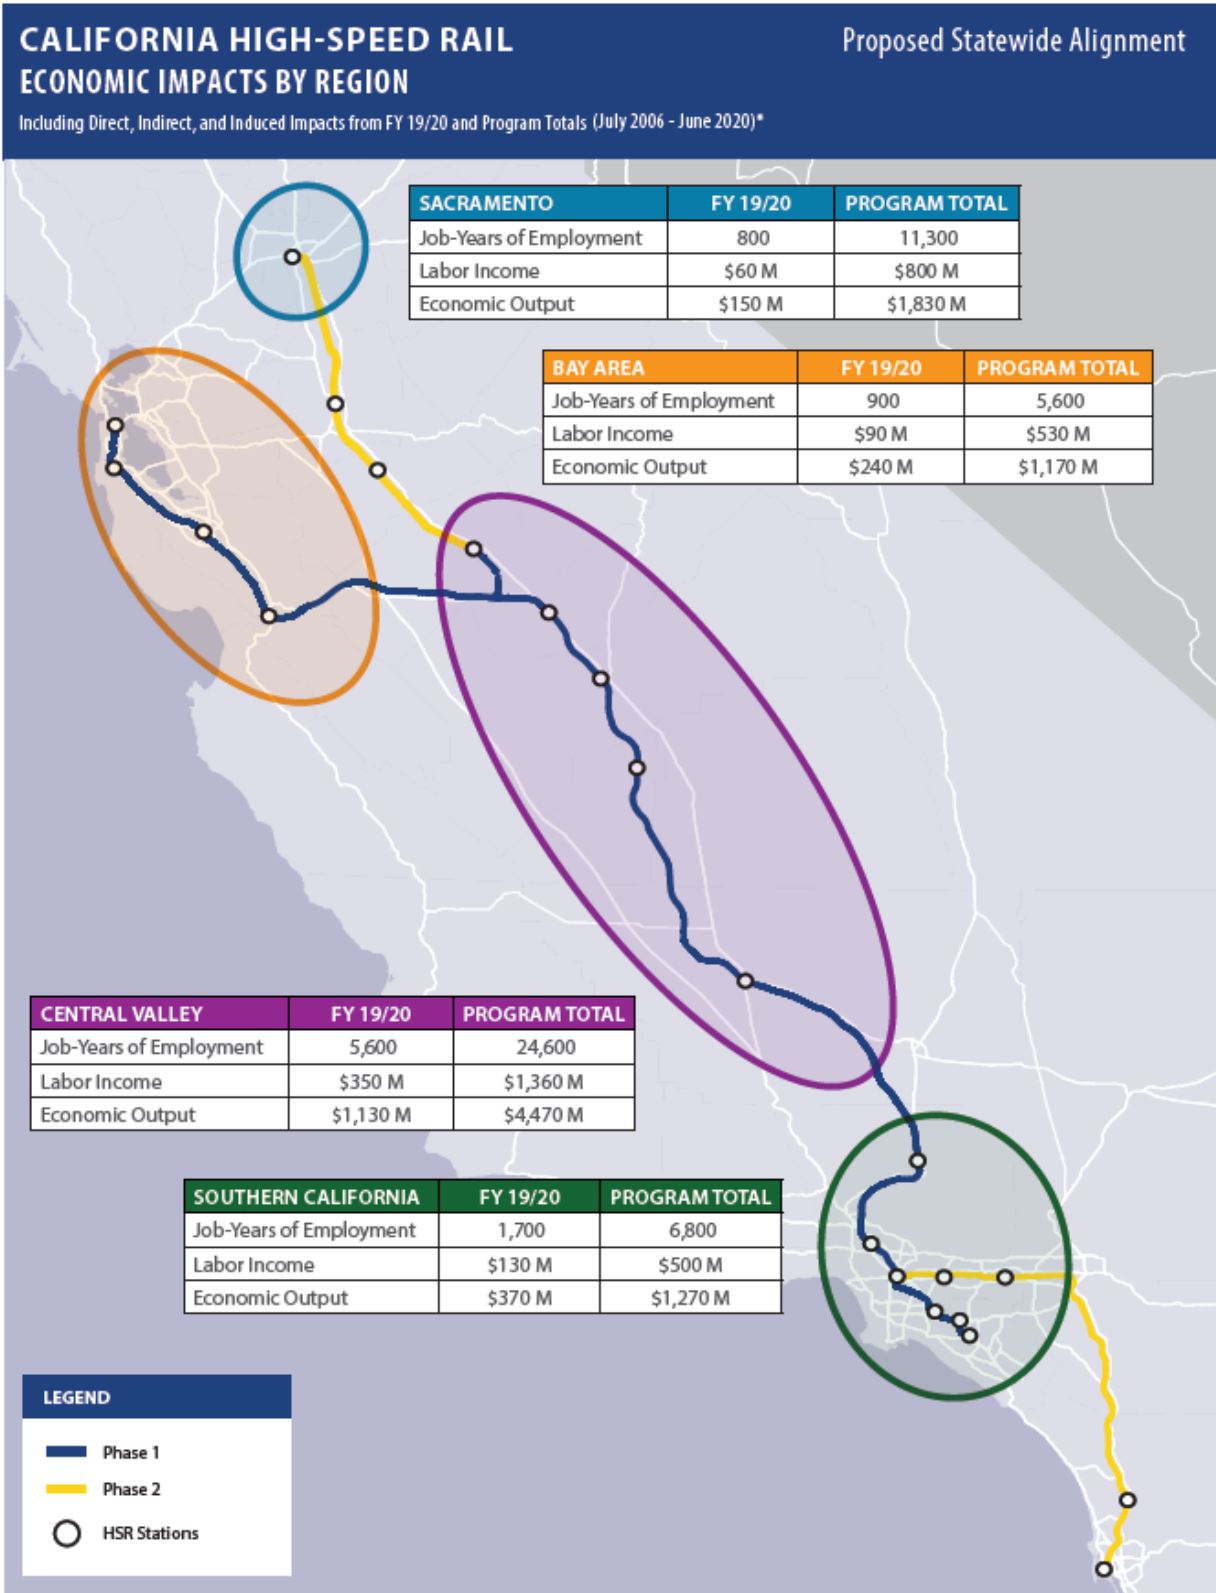 CALIFORNIA HIGH-SPEED RAIL
Proposed Statewide Alignment
ECONOMIC IMPACTS BY REGION
Including Direct, Indirect, and Induced Impacts from FY 19/20 and Program Totals (July 2006 - June 2020)*
SACRAMENTO FY 19/20 PROGRAM TOTAL
Job-Years of Employment 800 11,300
Labor Income $60 M $800 M
Economic Output $150 M $1,830 M
BAY AREA FY 19/20 PROGRAM TOTAL
Job-Years of Employment 900 5,600
Labor Income $90 M $530 M
Economic Output $240 M $1,170 M
CENTRAL VALLEY FY 19/20 PROGRAM TOTAL
Job-Years of Employment 5,600 24,600
Labor Income $350 M $1,360 M
Economic Output $1,130 M $4,470 M
SOUTHERN CALIFORNIA FY 19/20 PROGRAM TOTAL
Job-Years of Employment 1,700 6,800
Labor Income $130 M $500 M
Economic Output $370 M $1,270 M
LEGEND
Phase 1
Phase 2
HSR Stations